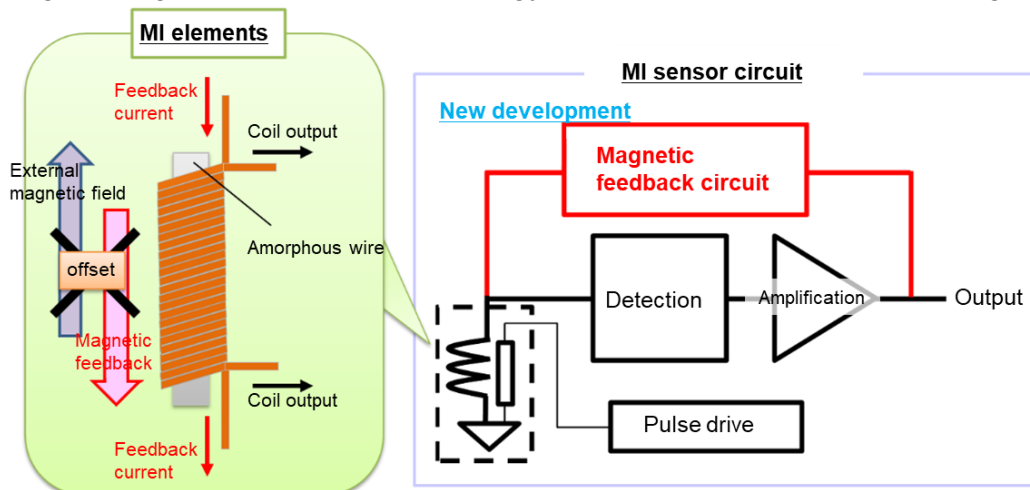 MI elements
Feedback
current
Coil output
External
magnetic field
Amorphous wire
offset
Magnetic
feedback
Coil output
Feedback
current
MI sensor circuit
New development
Magnetic
feedback circuit
Detection
Amplification
Output
Pulse drive